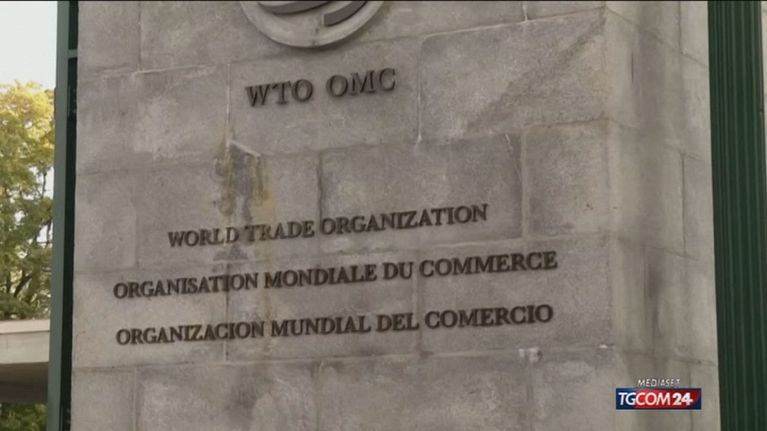 WTO OMC
WORLD TRADE ORGANIZATION
ORGANISATION MONDIALE DU COMMERCE
ORGANIZACION MUNDIAL DEL COMERCIO
MEDIASET
TGCOM24